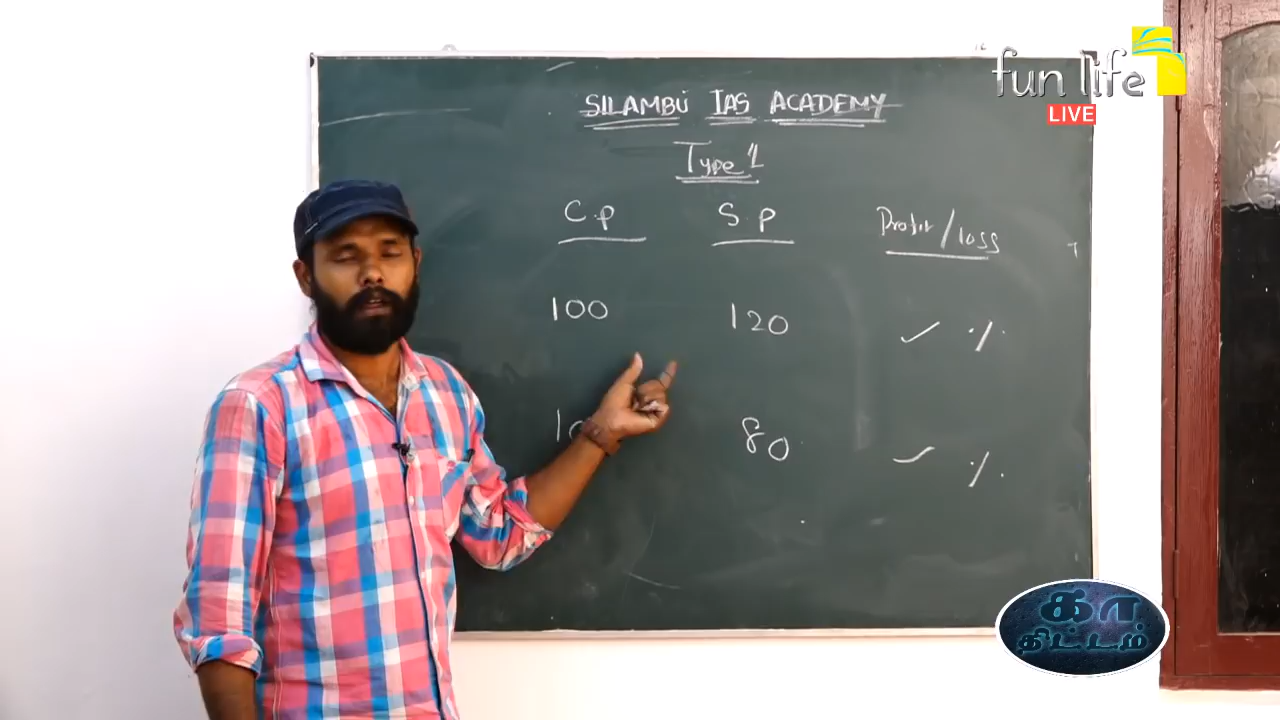 fun life
LIVE
SILAMBU IAS ACADEMY
Type 1
C.P S.P Profit/loss
100 120 ✓ %
80 ✓ %
கா
திட்டம்